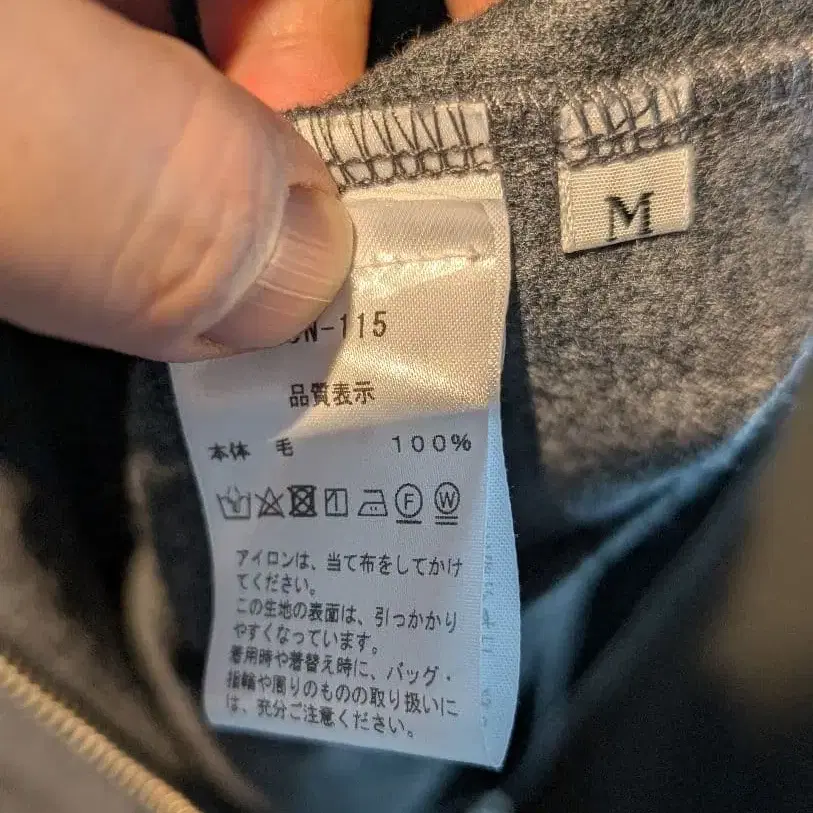 M
N-115
品質表示
本体 毛 100%
F W
アイロンは、当て布をしてかけ
てください。
この生地の表面は、引っかかり
やすくなっています。
着用時や着替え時に、バッグ・
指輪や周りのものの取り扱いに
は、充分ご注意ください。